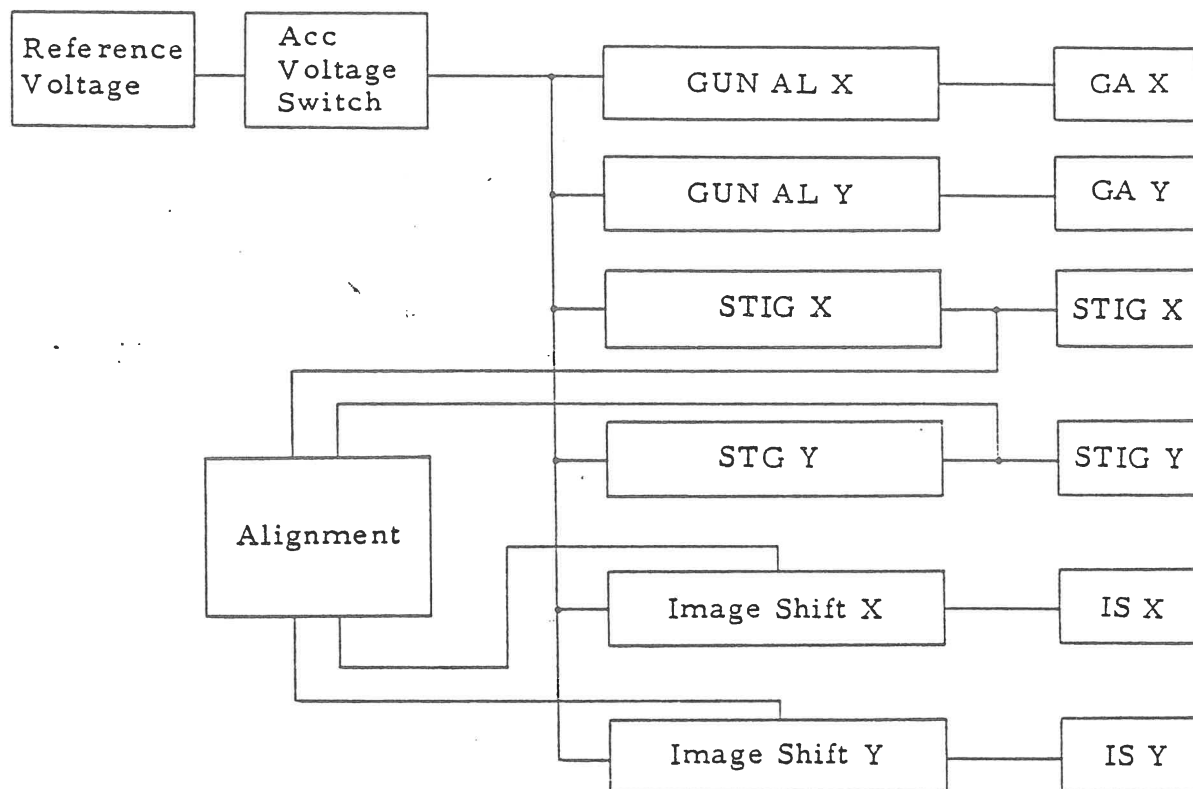 Reference
Voltage
Acc
Voltage
Switch
GUN AL X
GA X
GUN AL Y
GA Y
STIG X
STIG X
STG Y
STIG Y
Alignment
Image Shift X
IS X
Image Shift Y
IS Y